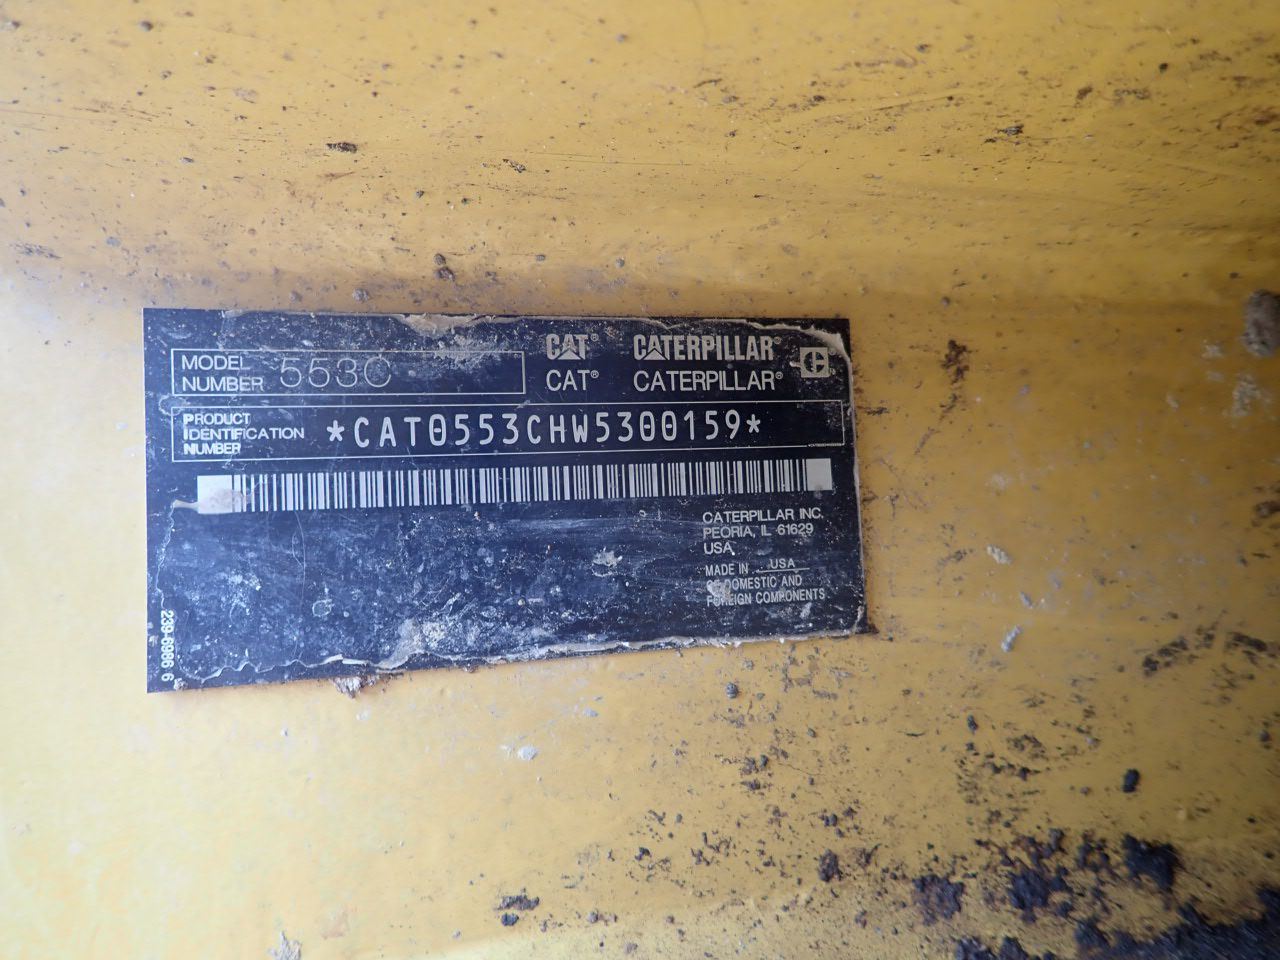 MODEL
NUMBER 553C
CAT® CATERPILLAR®
CAT® CATERPILLAR®
PRODUCT
IDENTIFICATION
NUMBER
*CAT0553CHW5300159*
CATERPILLAR INC.
PEORIA, IL 61629
USA
MADE IN USA
OF DOMESTIC AND
FOREIGN COMPONENTS
239-6986 6